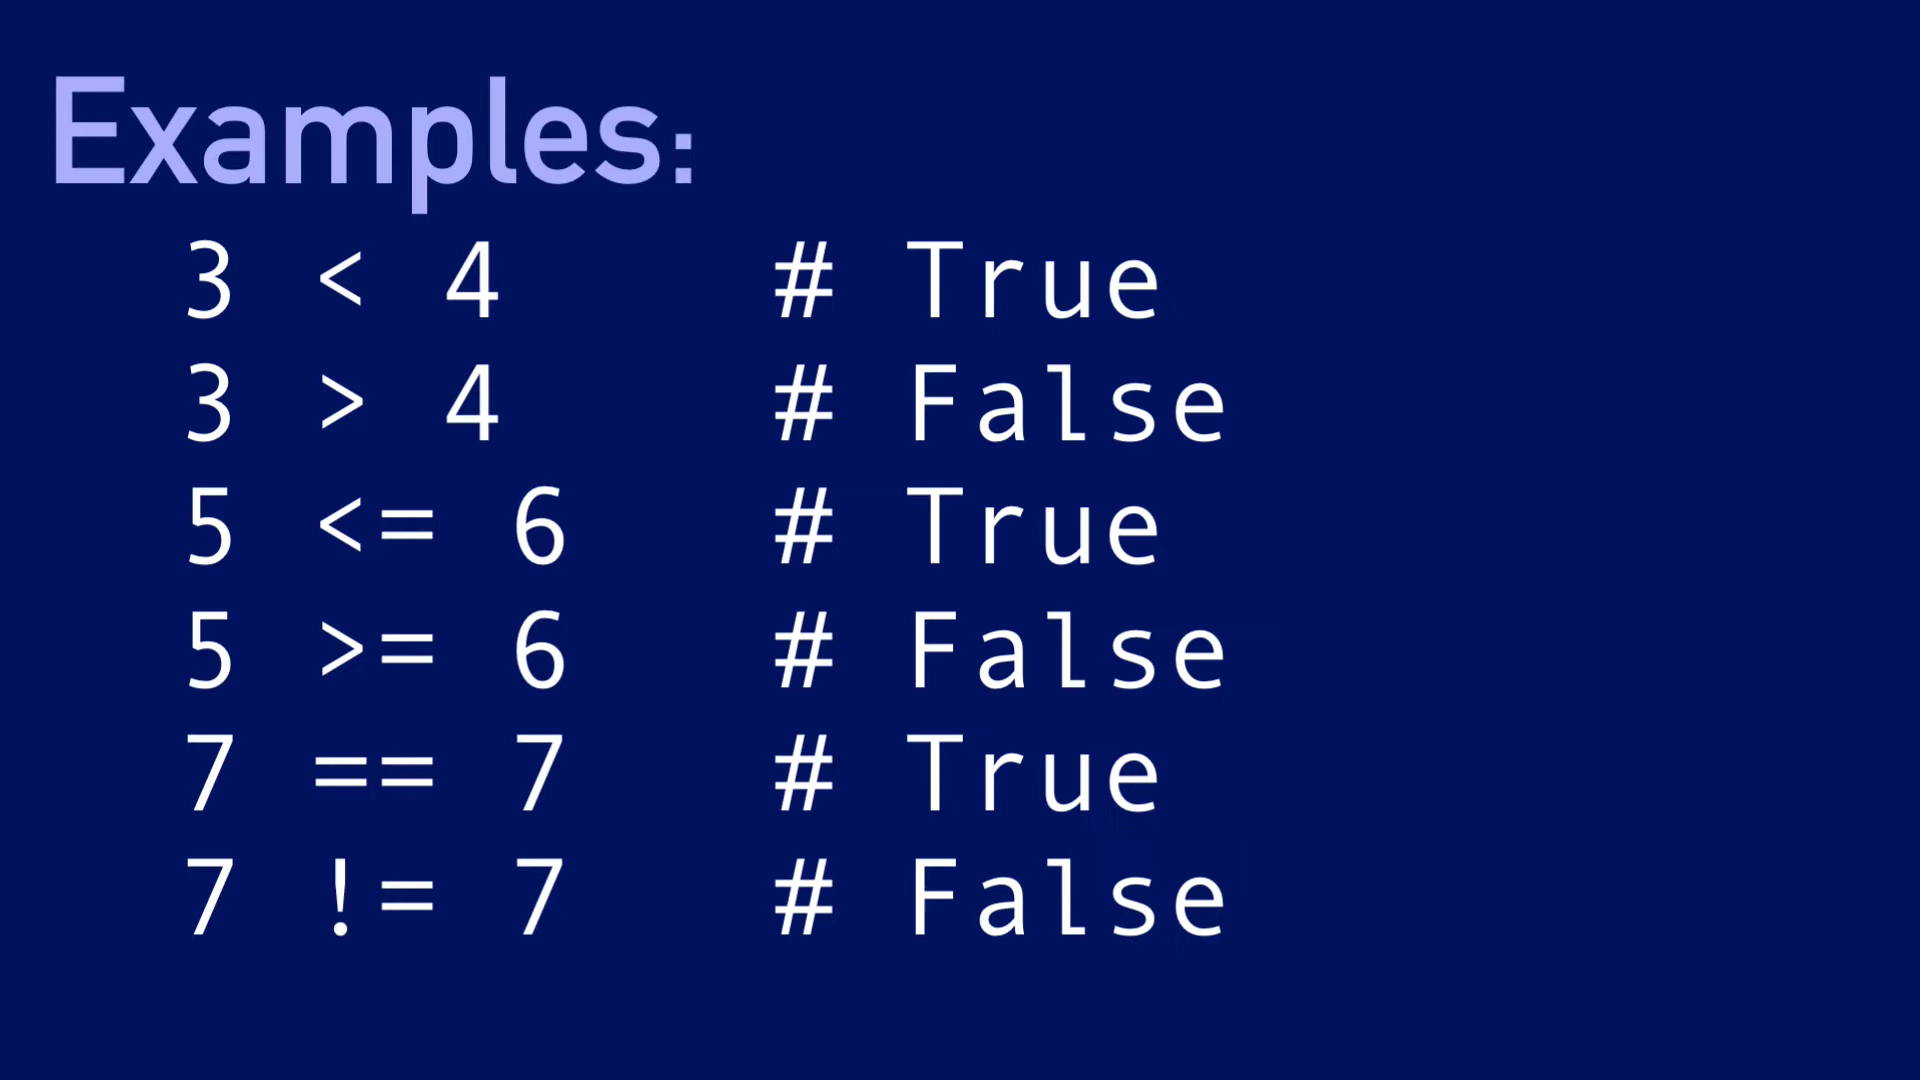 Examples:
3 < 4 # True
3 > 4 # False
5 <= 6 # True
5 >= 6 # False
7 == 7 # True
7 != 7 # False